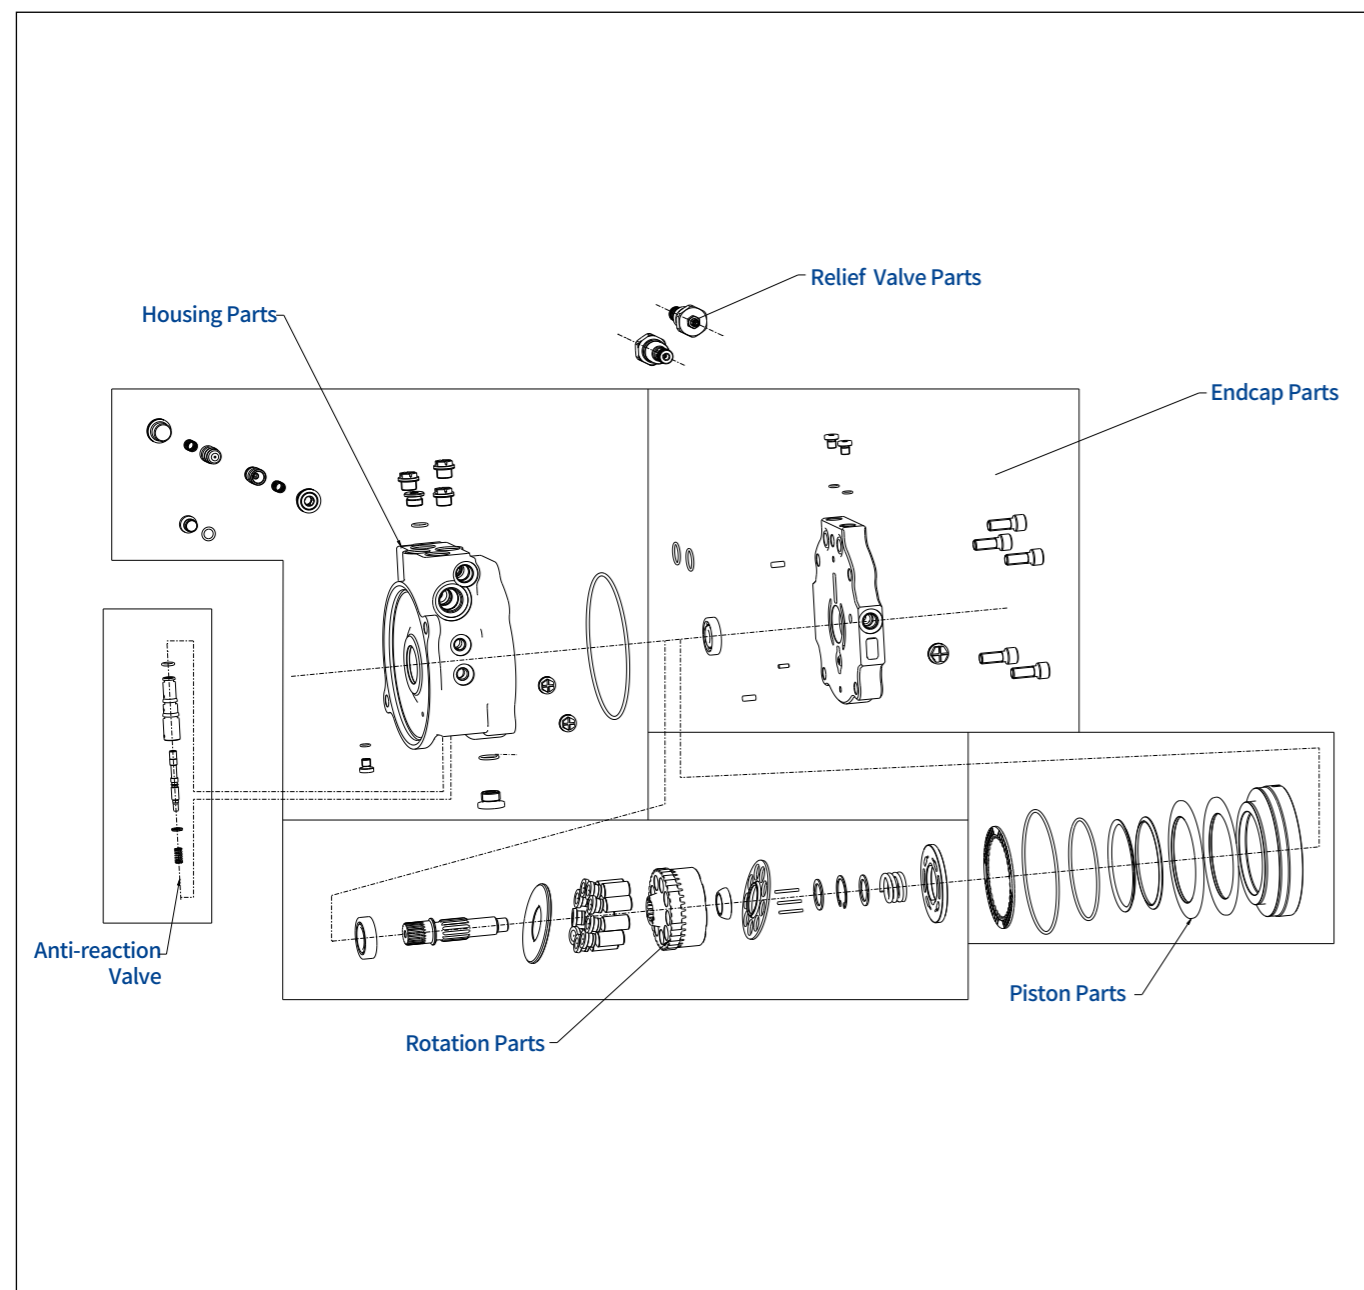 Relief Valve Parts
Housing Parts
Endcap Parts
Anti-reaction
Valve
Piston Parts
Rotation Parts